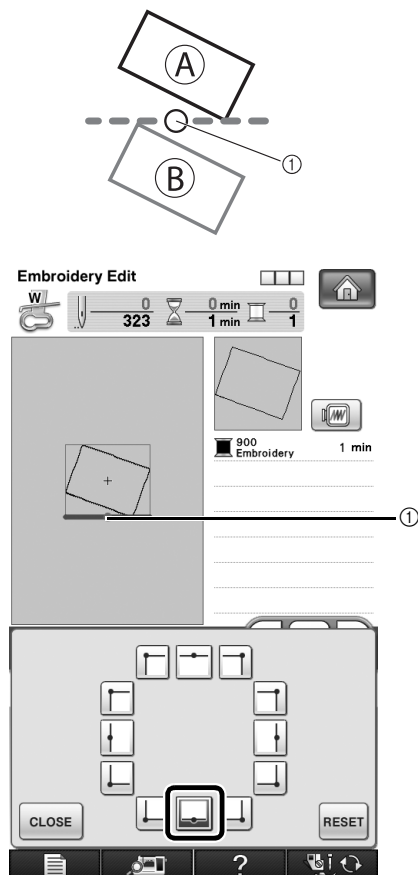 A
①
B
Embroidery Edit
W
0 0 min 0
323 1 min 1
900
Embroidery 1 min
①
CLOSE RESET
?